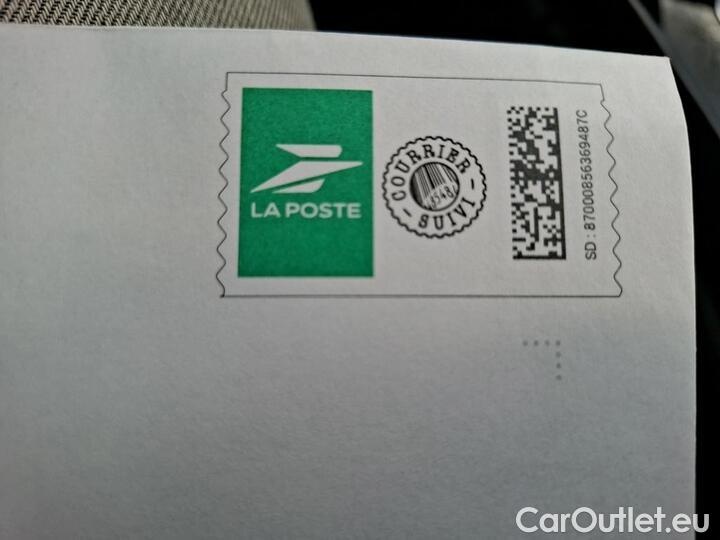 LA POSTE
COURRIER
SUIVI
SD : 87000856369487C
CarOutlet.eu